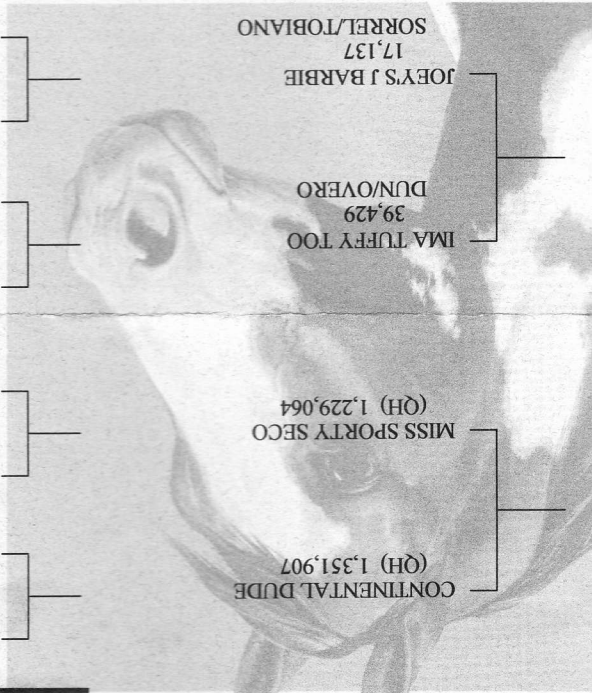 CONTINENTAL DUDE
(QH) 1,351,907
MISS SPORTY SECO
(QH) 1,229,064
IMA TUFFY TOO
39,429
DUN/OVERO
JOEY'S J BARBIE
17,137
SORREL/TOBIANO